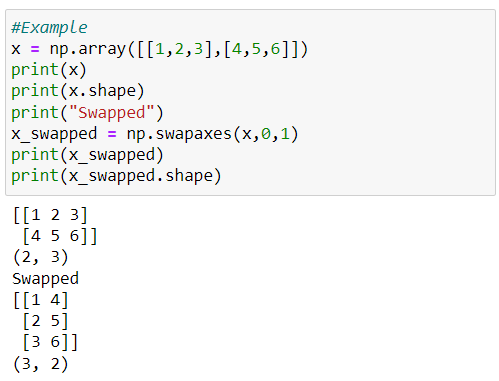 #Example
x = np.array([[1,2,3],[4,5,6]])
print(x)
print(x.shape)
print("Swapped")
x_swapped = np.swapaxes(x,0,1)
print(x_swapped)
print(x_swapped.shape)
[[1 2 3]
 [4 5 6]]
(2, 3)
Swapped
[[1 4]
 [2 5]
 [3 6]]
(3, 2)